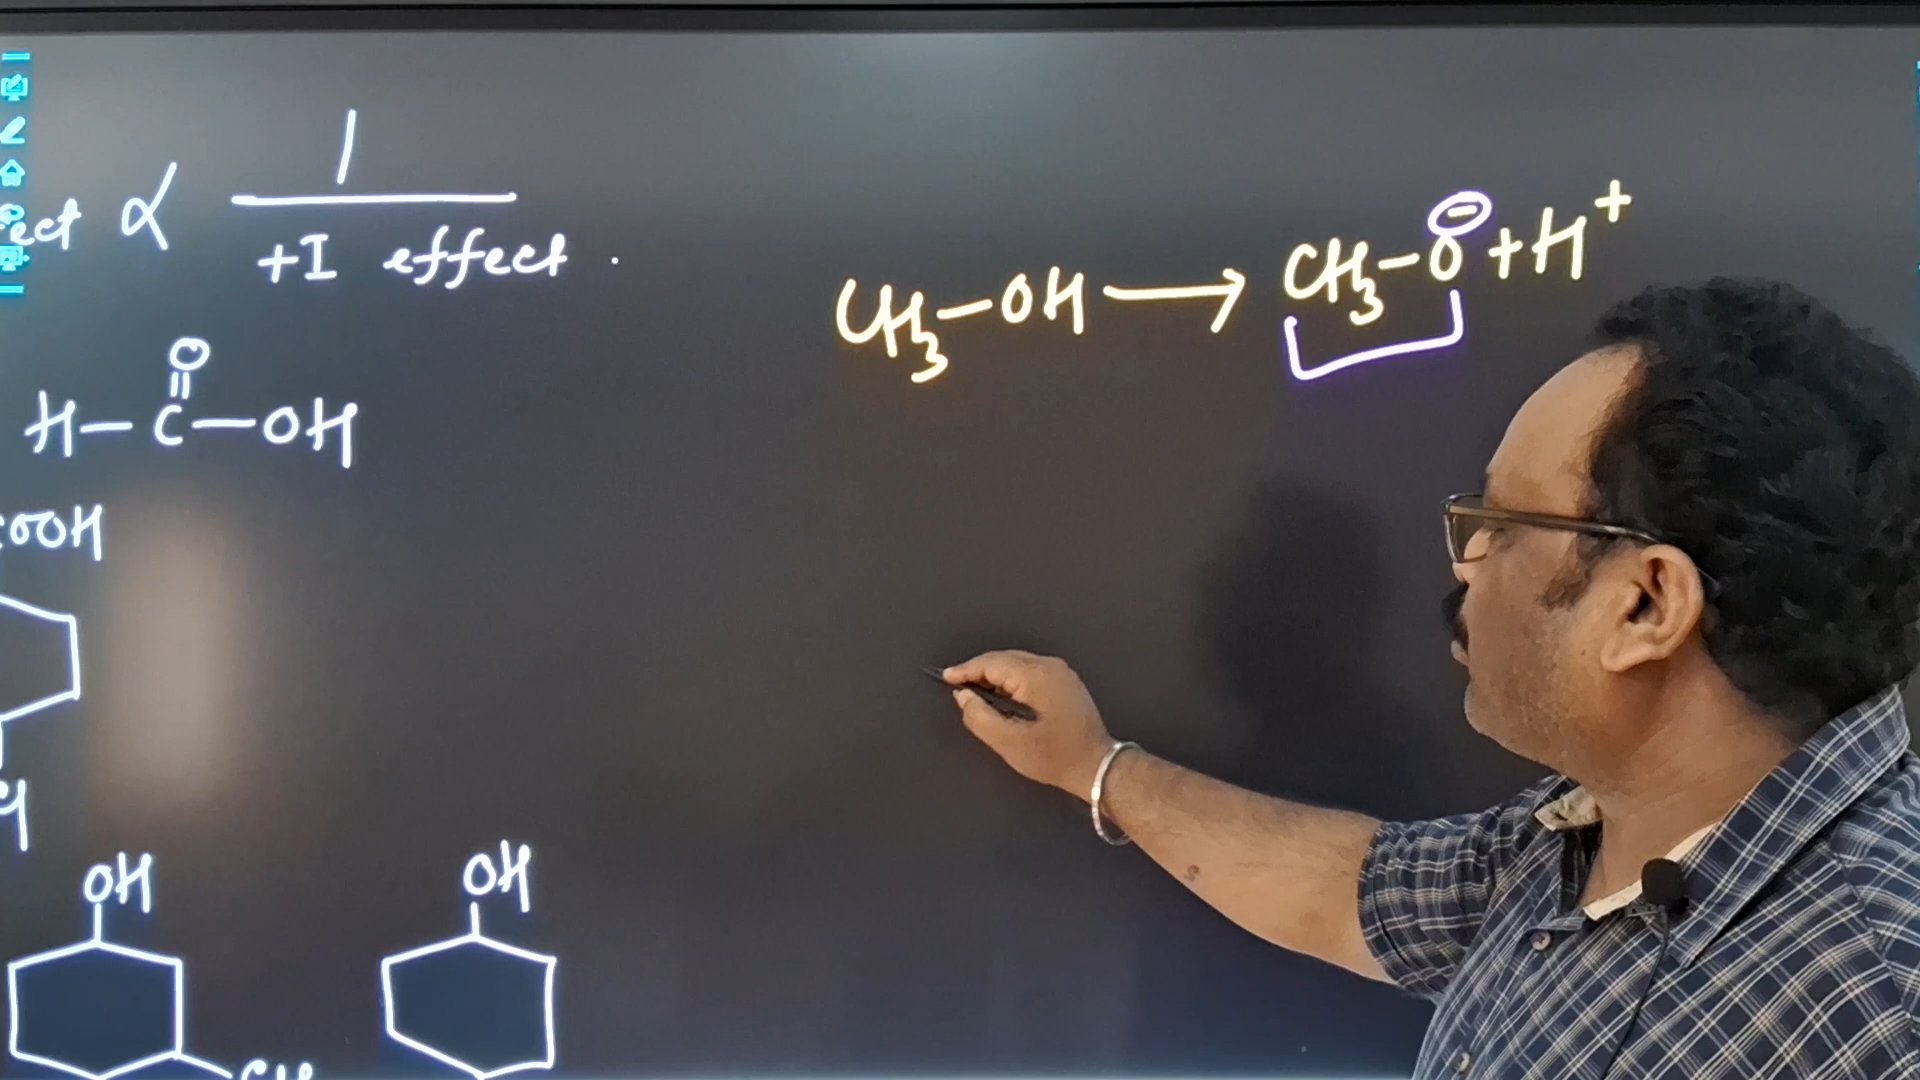 ect ∝ 1
+I effect .
CH₃–OH ⟶ CH₃–O⊖ + H⁺
O
||
H–C–OH
COOH
OH
OH